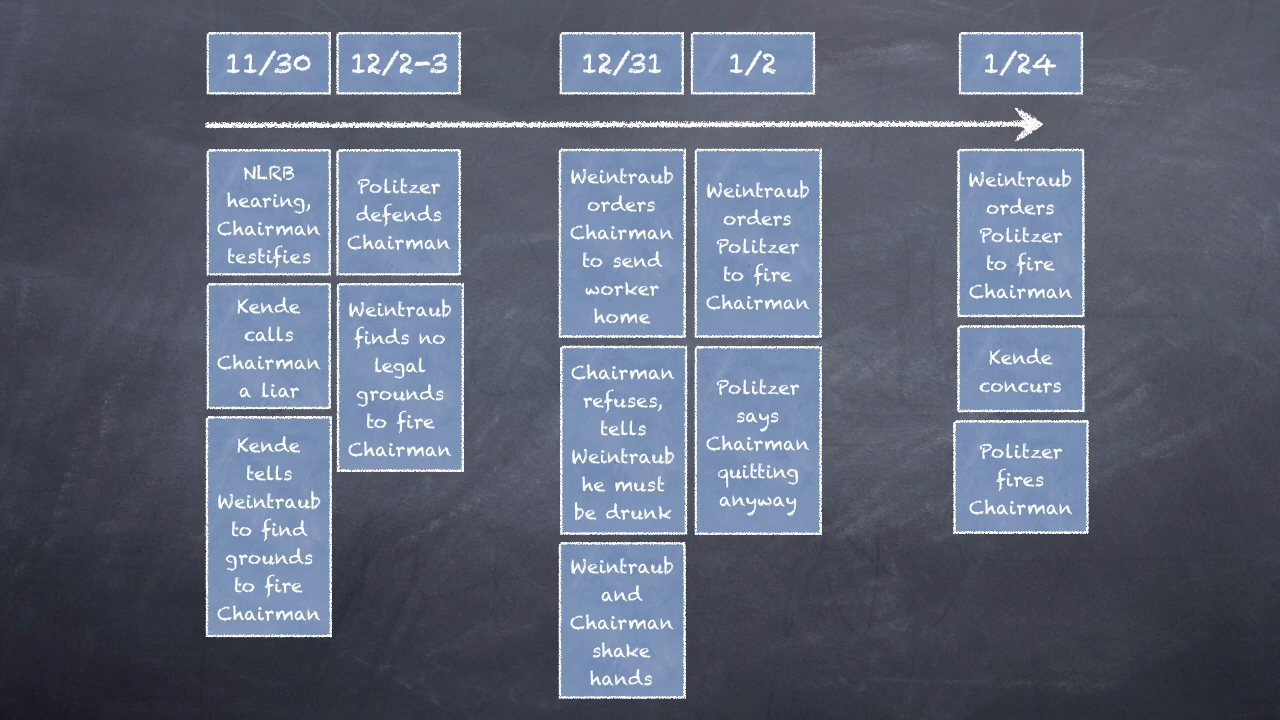 11/30
12/2-3
12/31
1/2
1/24
NLRB
hearing,
Chairman
testifies
Kende
calls
Chairman
a liar
Kende
tells
Weintraub
to find
grounds
to fire
Chairman
Politzer
defends
Chairman
Weintraub
finds no
legal
grounds
to fire
Chairman
Weintraub
orders
Chairman
to send
worker
home
Chairman
refuses,
tells
Weintraub
he must
be drunk
Weintraub
and
Chairman
shake
hands
Weintraub
orders
Politzer
to fire
Chairman
Politzer
says
Chairman
quitting
anyway
Weintraub
orders
Politzer
to fire
Chairman
Kende
concurs
Politzer
fires
Chairman